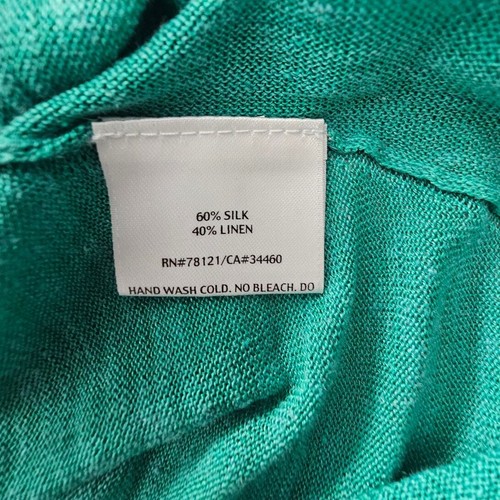 60% SILK
40% LINEN
RN#78121/CA#34460
HAND WASH COLD. NO BLEACH. DO